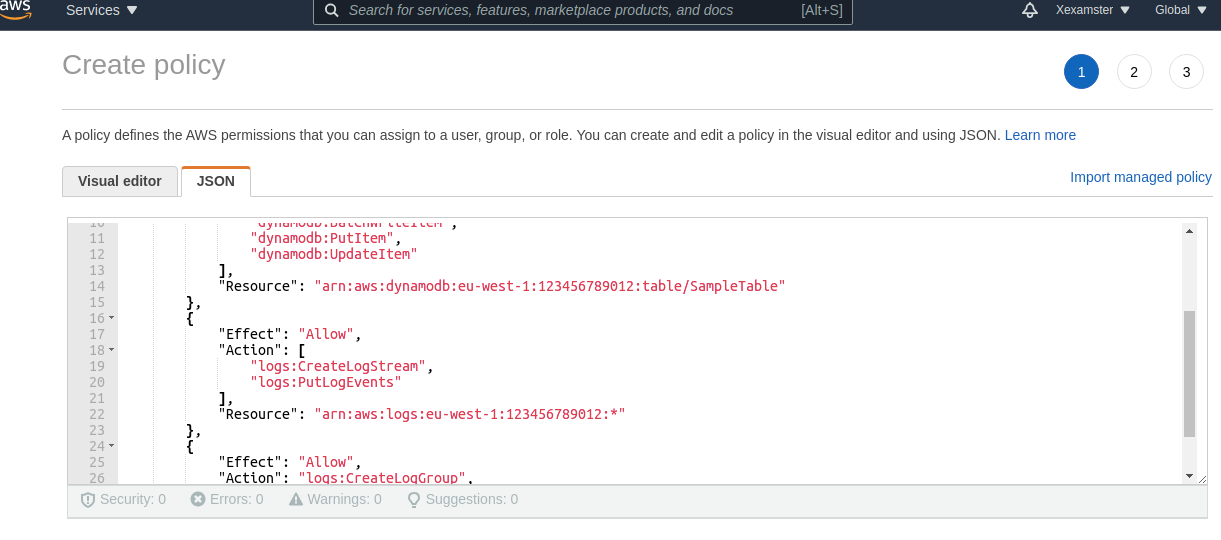 aws
Services
Search for services, features, marketplace products, and docs [Alt+S]
Xexamster
Global
Create policy
1 2 3
A policy defines the AWS permissions that you can assign to a user, group, or role. You can create and edit a policy in the visual editor and using JSON. Learn more
Visual editor
JSON
Import managed policy
10 "dynamodb:BatchWriteItem",
11 "dynamodb:PutItem",
12 "dynamodb:UpdateItem"
13 ],
14 "Resource": "arn:aws:dynamodb:eu-west-1:123456789012:table/SampleTable"
15 },
16 {
17 "Effect": "Allow",
18 "Action": [
19 "logs:CreateLogStream",
20 "logs:PutLogEvents"
21 ],
22 "Resource": "arn:aws:logs:eu-west-1:123456789012:*"
23 },
24 {
25 "Effect": "Allow",
26 "Action": "logs:CreateLogGroup",
Security: 0 Errors: 0 Warnings: 0 Suggestions: 0